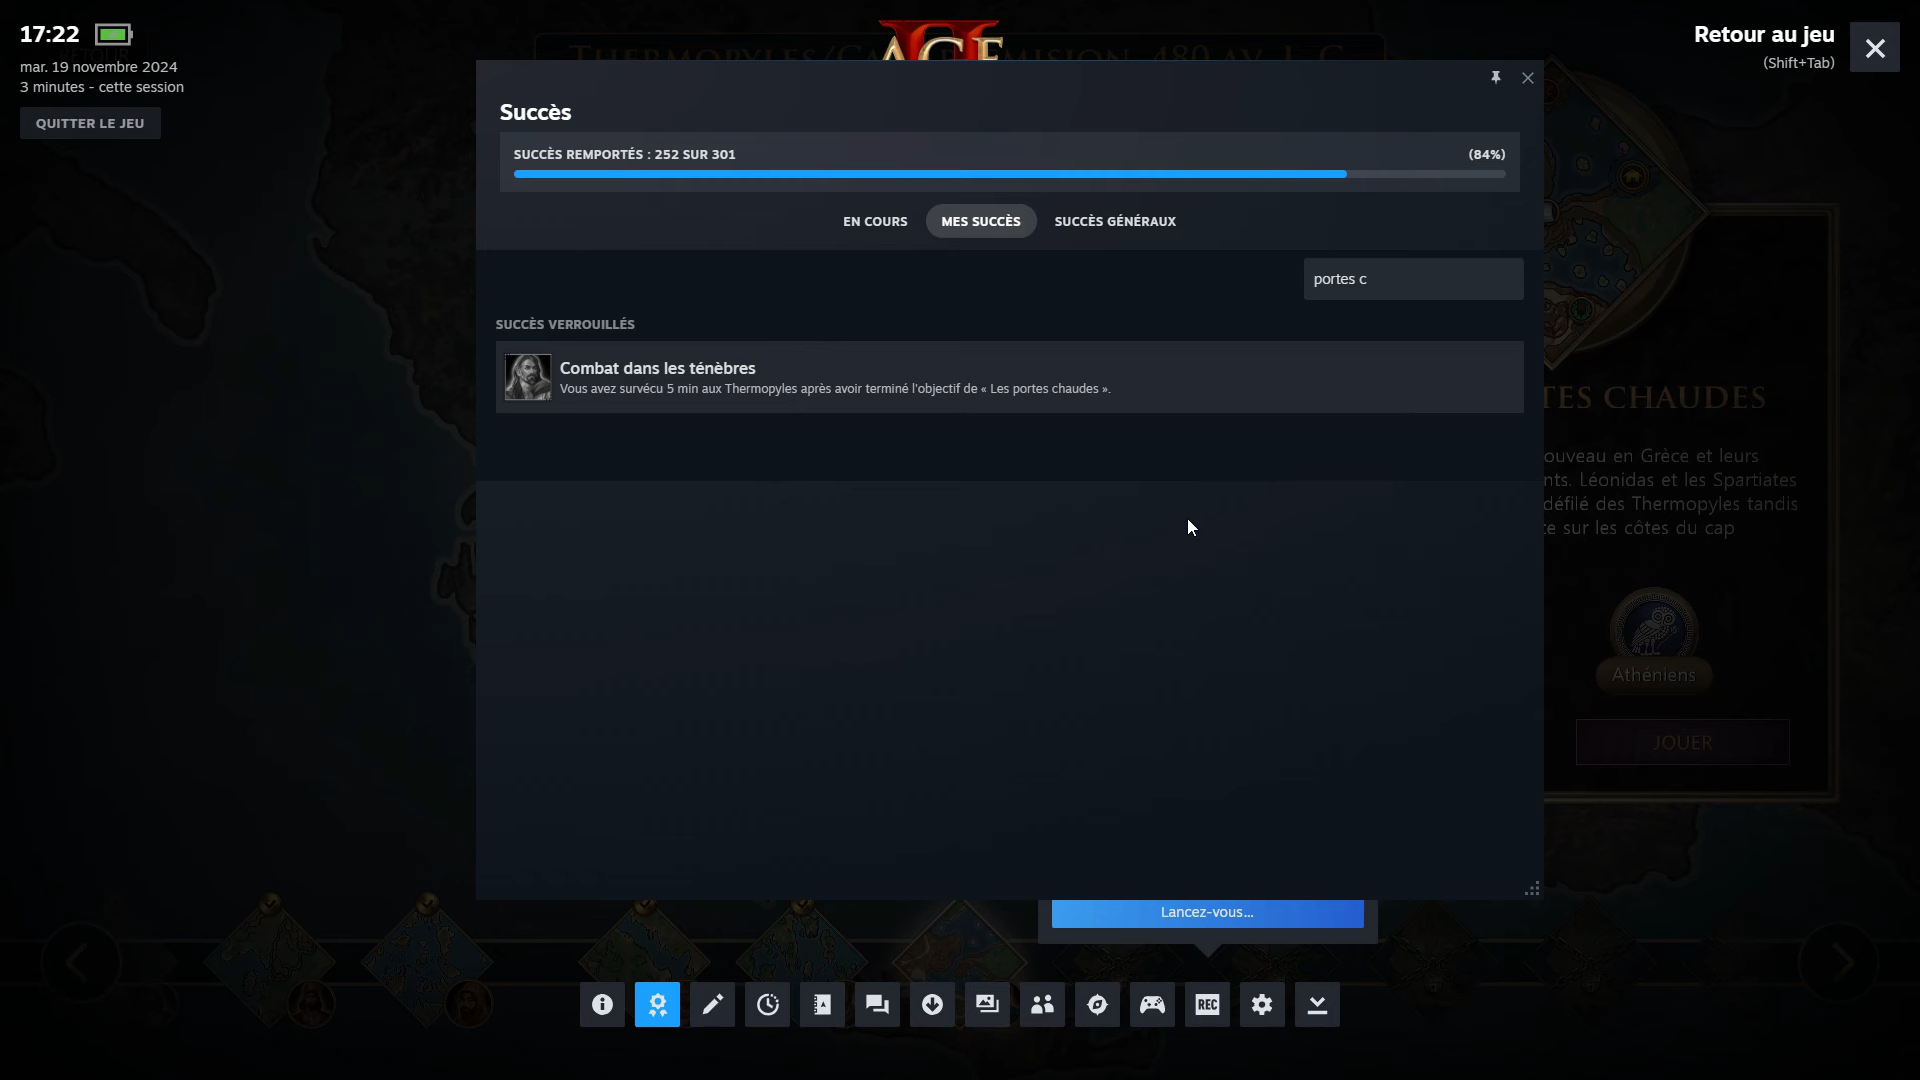 17:22
mar. 19 novembre 2024
3 minutes - cette session
QUITTER LE JEU
AGE
II
Retour au jeu
(Shift+Tab)
Succès
SUCCÈS REMPORTÉS : 252 SUR 301
(84%)
EN COURS
MES SUCCÈS
SUCCÈS GÉNÉRAUX
portes c
SUCCÈS VERROUILLÉS
Combat dans les ténèbres
Vous avez survécu 5 min aux Thermopyles après avoir terminé l'objectif de « Les portes chaudes ».
TES CHAUDES
ouveau en Grèce et leurs
nts. Léonidas et les Spartiates
défilé des Thermopyles tandis
te sur les côtes du cap
Athéniens
JOUER
Lancez-vous...
REC